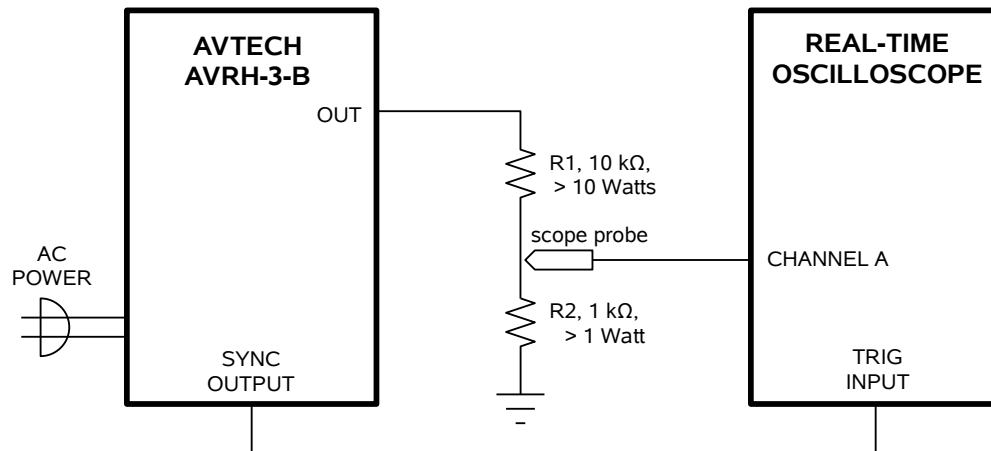 AVTECH
AVRH-3-B
OUT
AC
POWER
SYNC
OUTPUT
R1, 10 kΩ,
> 10 Watts
scope probe
R2, 1 kΩ,
> 1 Watt
REAL-TIME
OSCILLOSCOPE
CHANNEL A
TRIG
INPUT